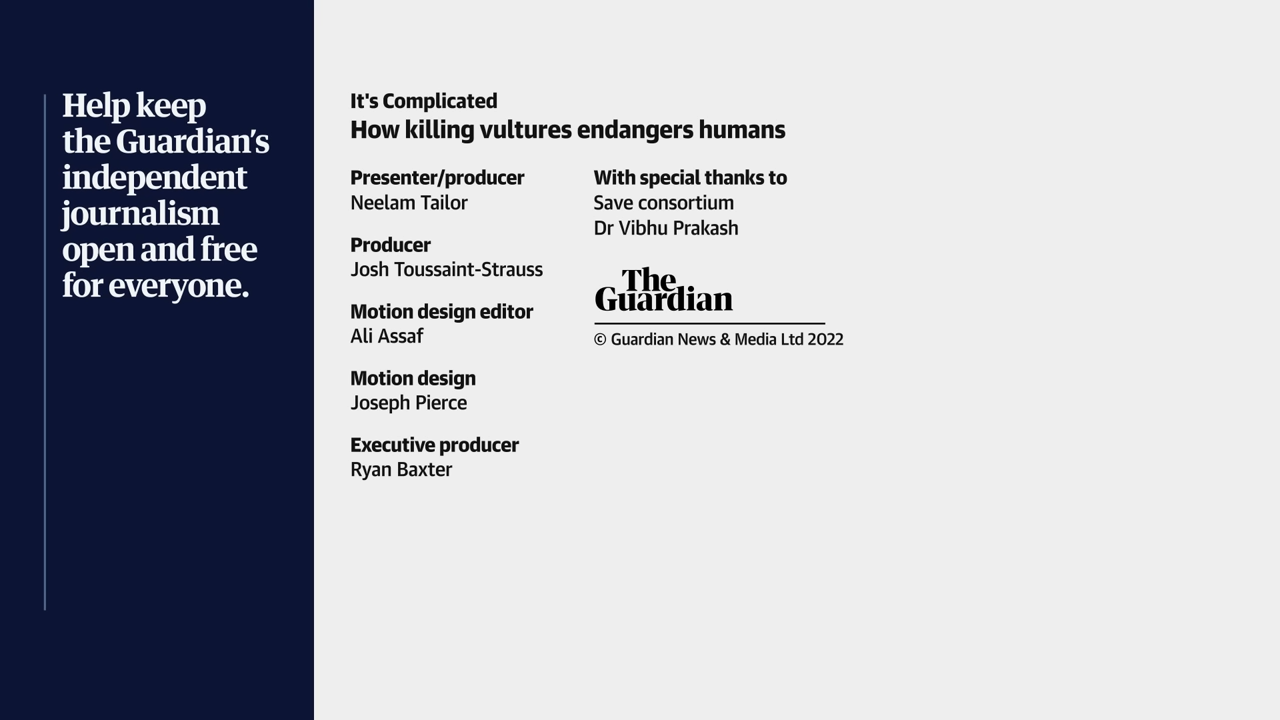 Help keep
the Guardian's
independent
journalism
open and free
for everyone.
It's Complicated
How killing vultures endangers humans
Presenter/producer
Neelam Tailor
Producer
Josh Toussaint-Strauss
Motion design editor
Ali Assaf
Motion design
Joseph Pierce
Executive producer
Ryan Baxter
With special thanks to
Save consortium
Dr Vibhu Prakash
The
Guardian
© Guardian News & Media Ltd 2022